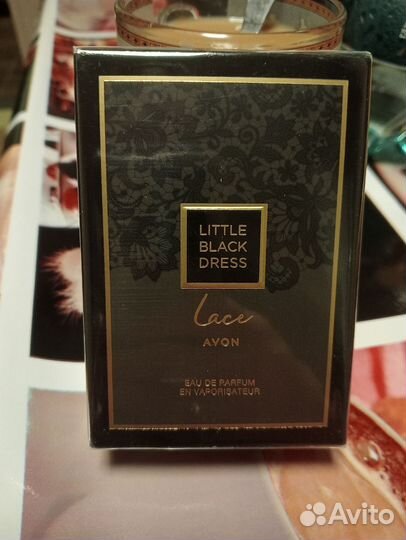 LITTLE
BLACK
DRESS
Lace
AVON
EAU DE PARFUM
EN VAPORISATEUR
Avito